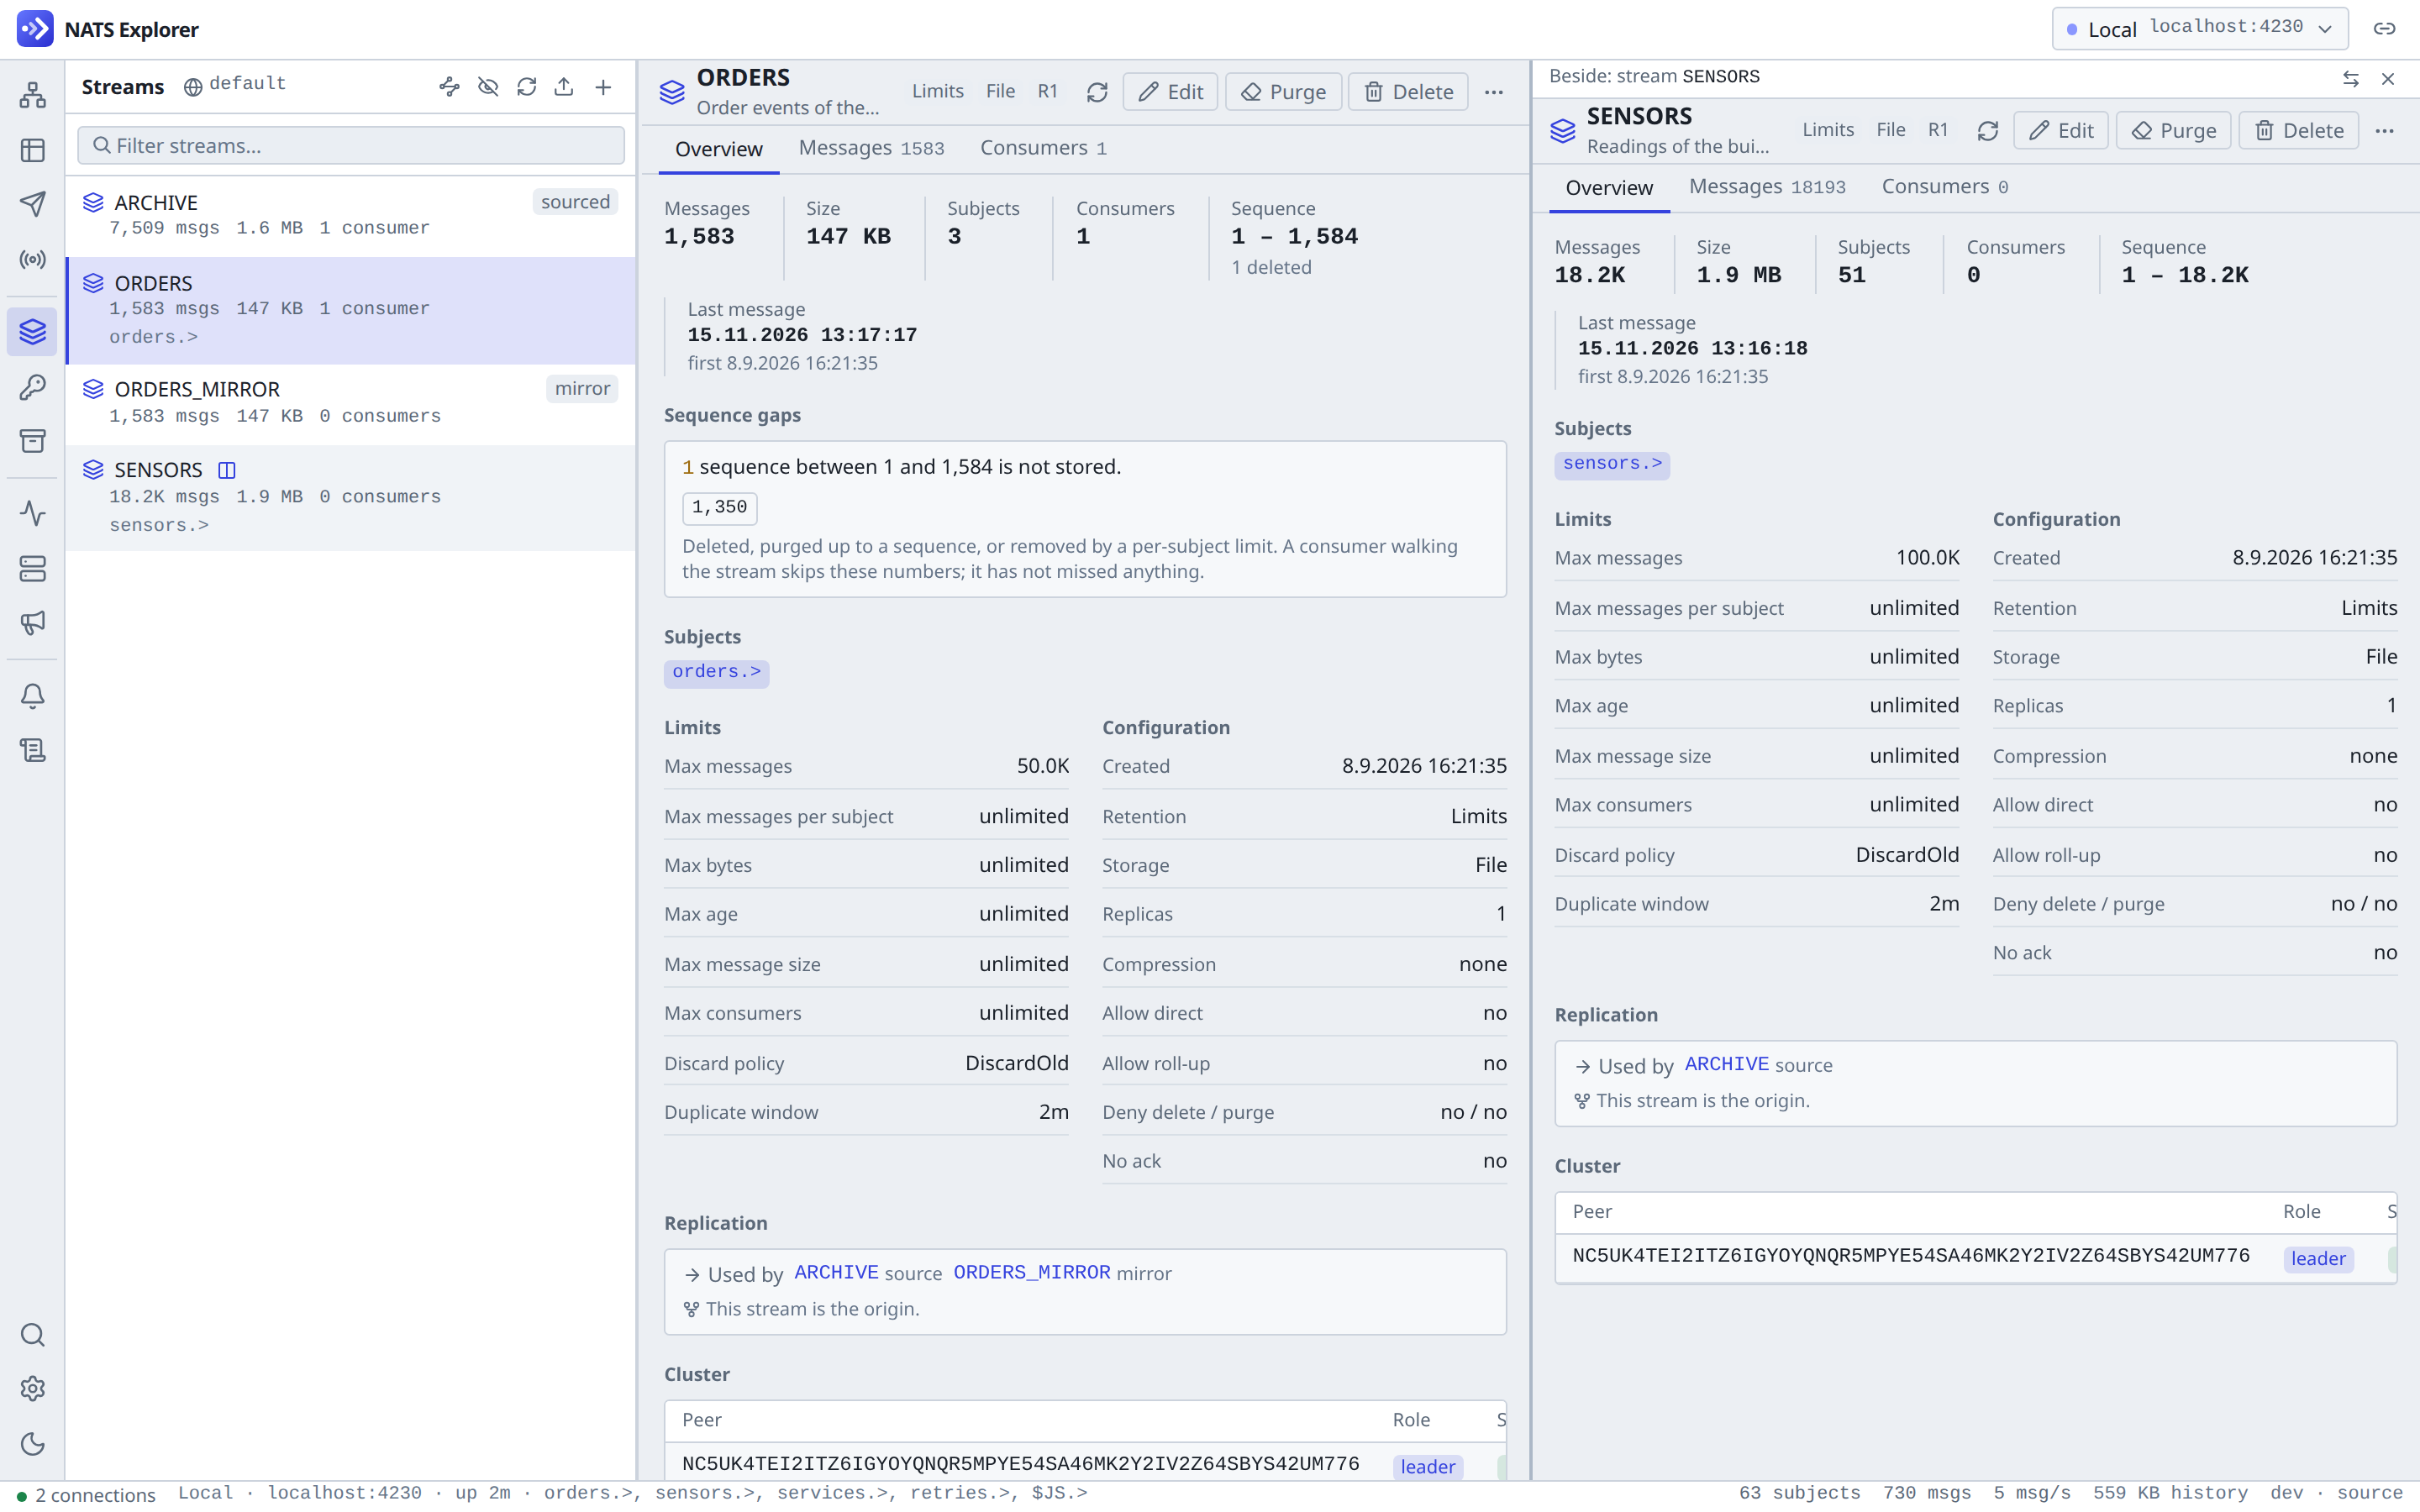 NATS Explorer
Local localhost:4230
Streams default
Filter streams...
ARCHIVE sourced
7,509 msgs 1.6 MB 1 consumer
ORDERS
1,583 msgs 147 KB 1 consumer
orders.>
ORDERS_MIRROR mirror
1,583 msgs 147 KB 0 consumers
SENSORS
18.2K msgs 1.9 MB 0 consumers
sensors.>
ORDERS
Order events of the...
Limits File R1 Edit Purge Delete
Overview Messages 1583 Consumers 1
Messages Size Subjects Consumers Sequence
1,583 147 KB 3 1 1 – 1,584
1 deleted
Last message
15.11.2026 13:17:17
first 8.9.2026 16:21:35
Sequence gaps
1 sequence between 1 and 1,584 is not stored.
1,350
Deleted, purged up to a sequence, or removed by a per-subject limit. A consumer walking
the stream skips these numbers; it has not missed anything.
Subjects
orders.>
Limits Configuration
Max messages 50.0K Created 8.9.2026 16:21:35
Max messages per subject unlimited Retention Limits
Max bytes unlimited Storage File
Max age unlimited Replicas 1
Max message size unlimited Compression none
Max consumers unlimited Allow direct no
Discard policy DiscardOld Allow roll-up no
Duplicate window 2m Deny delete / purge no / no
No ack no
Replication
Used by ARCHIVE source ORDERS_MIRROR mirror
This stream is the origin.
Cluster
Peer Role S
NC5UK4TEI2ITZ6IGYOYQNQR5MPYE54SA46MK2Y2IV2Z64SBYS42UM776 leader
Beside: stream SENSORS
SENSORS
Readings of the bui...
Limits File R1 Edit Purge Delete
Overview Messages 18193 Consumers 0
Messages Size Subjects Consumers Sequence
18.2K 1.9 MB 51 0 1 – 18.2K
Last message
15.11.2026 13:16:18
first 8.9.2026 16:21:35
Subjects
sensors.>
Limits Configuration
Max messages 100.0K Created 8.9.2026 16:21:35
Max messages per subject unlimited Retention Limits
Max bytes unlimited Storage File
Max age unlimited Replicas 1
Max message size unlimited Compression none
Max consumers unlimited Allow direct no
Discard policy DiscardOld Allow roll-up no
Duplicate window 2m Deny delete / purge no / no
No ack no
Replication
Used by ARCHIVE source
This stream is the origin.
Cluster
Peer Role S
NC5UK4TEI2ITZ6IGYOYQNQR5MPYE54SA46MK2Y2IV2Z64SBYS42UM776 leader
2 connections Local · localhost:4230 · up 2m · orders.>, sensors.>, services.>, retries.>, $JS.>
63 subjects 730 msgs 5 msg/s 559 KB history dev · source